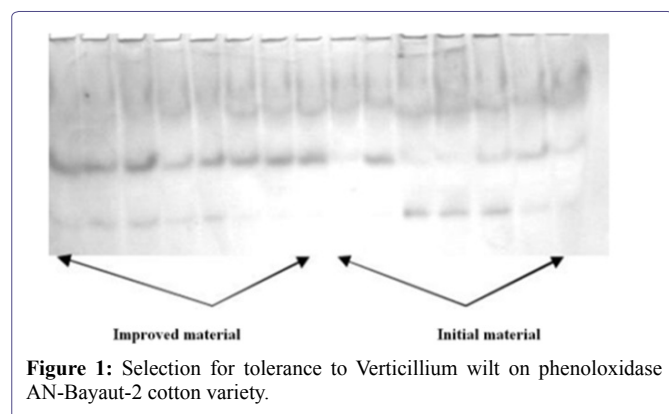 Improved material
Initial material
Figure 1: Selection for tolerance to Verticillium wilt on phenoloxidase
AN-Bayaut-2 cotton variety.